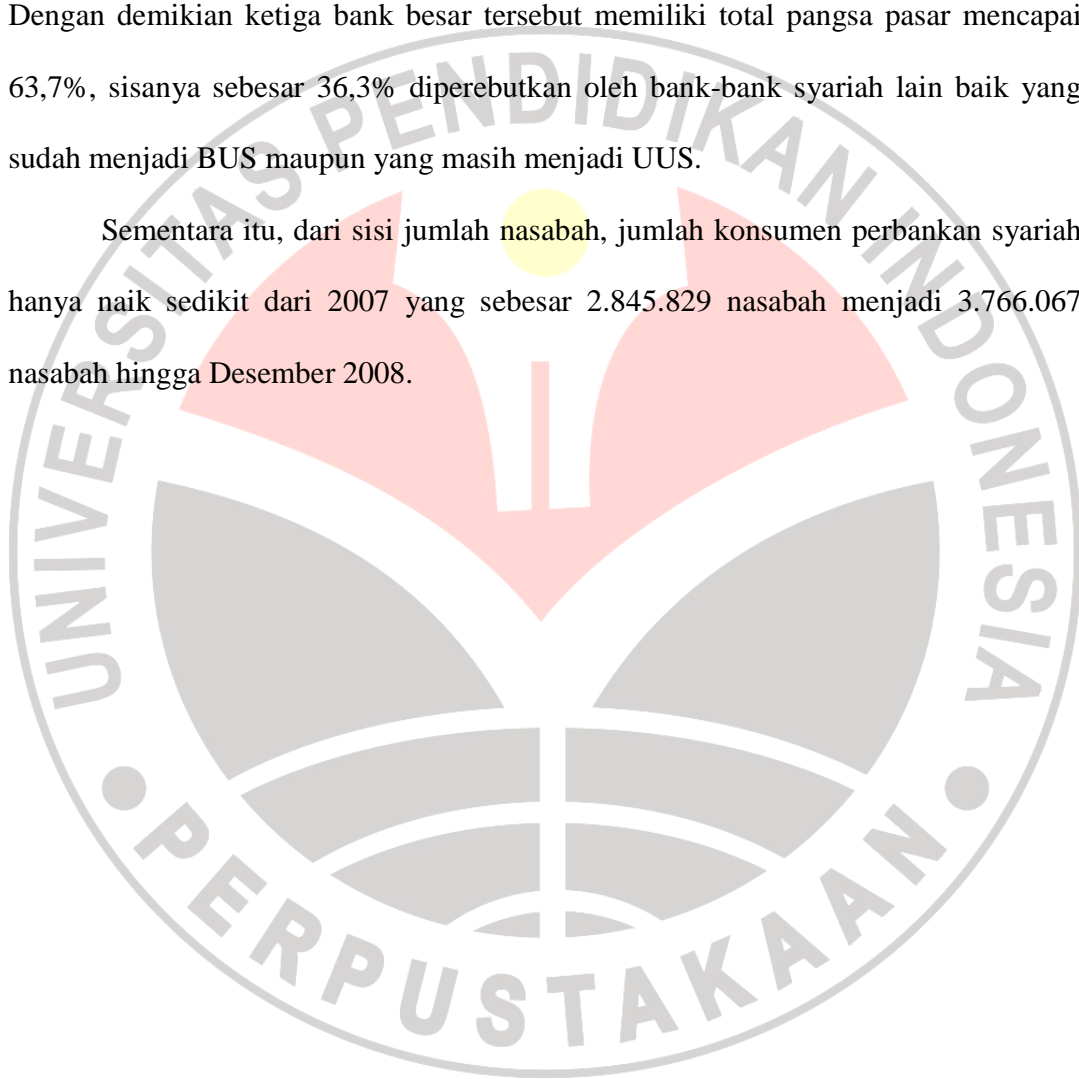 Dengan demikian ketiga bank besar tersebut memiliki total pangsa pasar mencapai
63,7%, sisanya sebesar 36,3% diperebutkan oleh bank-bank syariah lain baik yang
sudah menjadi BUS maupun yang masih menjadi UUS.
Sementara itu, dari sisi jumlah nasabah, jumlah konsumen perbankan syariah
hanya naik sedikit dari 2007 yang sebesar 2.845.829 nasabah menjadi 3.766.067
nasabah hingga Desember 2008.
UNIVERSITAS PENDIDIKAN INDONESIA
PERPUSTAKAAN